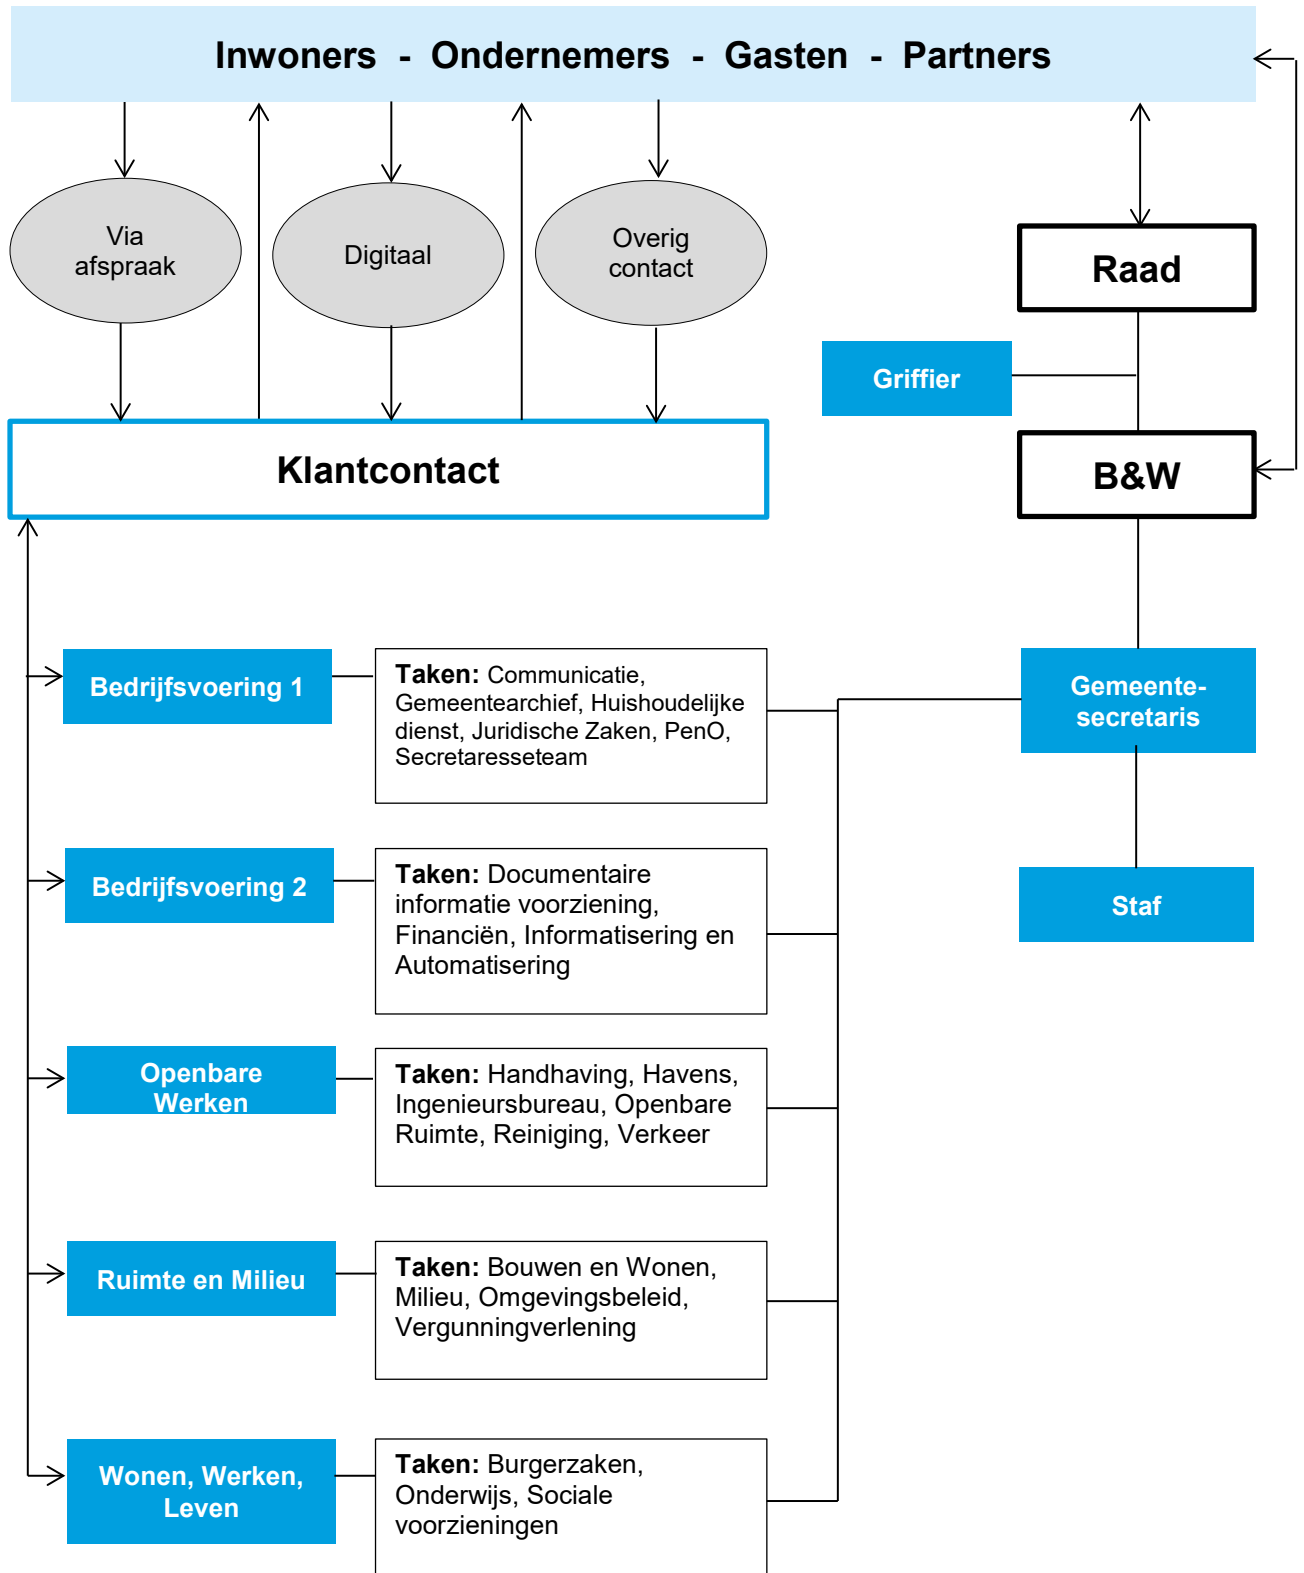 Inwoners - Ondernemers - Gasten - Partners
Via
afspraak
Digitaal
Overig
contact
Raad
Griffier
Klantcontact
B&W
Bedrijfsvoering 1
Taken: Communicatie,
Gemeentearchief, Huishoudelijke
dienst, Juridische Zaken, PenO,
Secretaresseteam
Gemeente-
secretaris
Bedrijfsvoering 2
Taken: Documentaire
informatie voorziening,
Financiën, Informatisering en
Automatisering
Staf
Openbare
Werken
Taken: Handhaving, Havens,
Ingenieursbureau, Openbare
Ruimte, Reiniging, Verkeer
Ruimte en Milieu
Taken: Bouwen en Wonen,
Milieu, Omgevingsbeleid,
Vergunningverlening
Wonen, Werken,
Leven
Taken: Burgerzaken,
Onderwijs, Sociale
voorzieningen